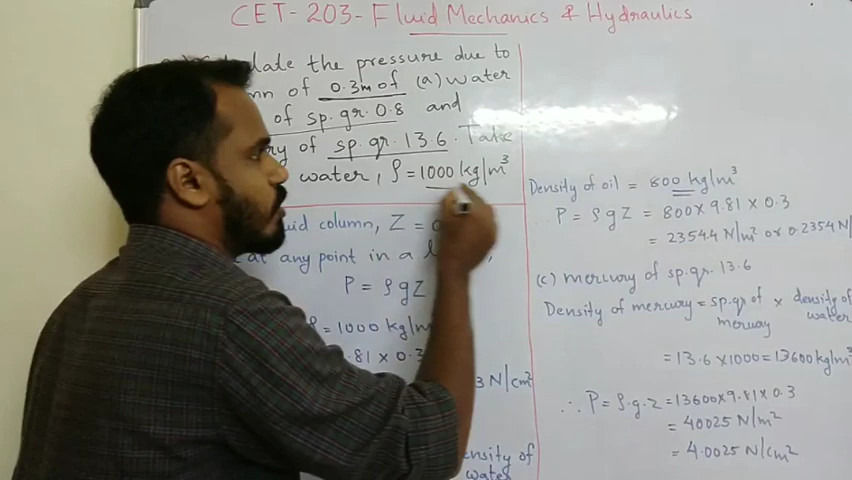 CET-203-Fluid Mechanics & Hydraulics
late the pressure due to
of 0.3m of (a) water
of sp.gr. 0.8 and
of sp.gr. 13.6. Take
water, ρ = 1000 kg/m³
column, Z =
at any point in a
P = ρgZ
= 1000 kg/m
.81 x 0.3
3 N/cm²
density of
water
Density of oil = 800 kg/m³
P = ρgZ = 800 x 9.81 x 0.3
= 2354.4 N/m² or 0.2354 N/
(c) mercury of sp.gr. 13.6
Density of mercury = sp.gr of mercury x density of water
= 13.6 x 1000 = 13600 kg/m³
∴ P = ρ.g.z = 13600 x 9.81 x 0.3
= 40025 N/m²
= 4.0025 N/cm²